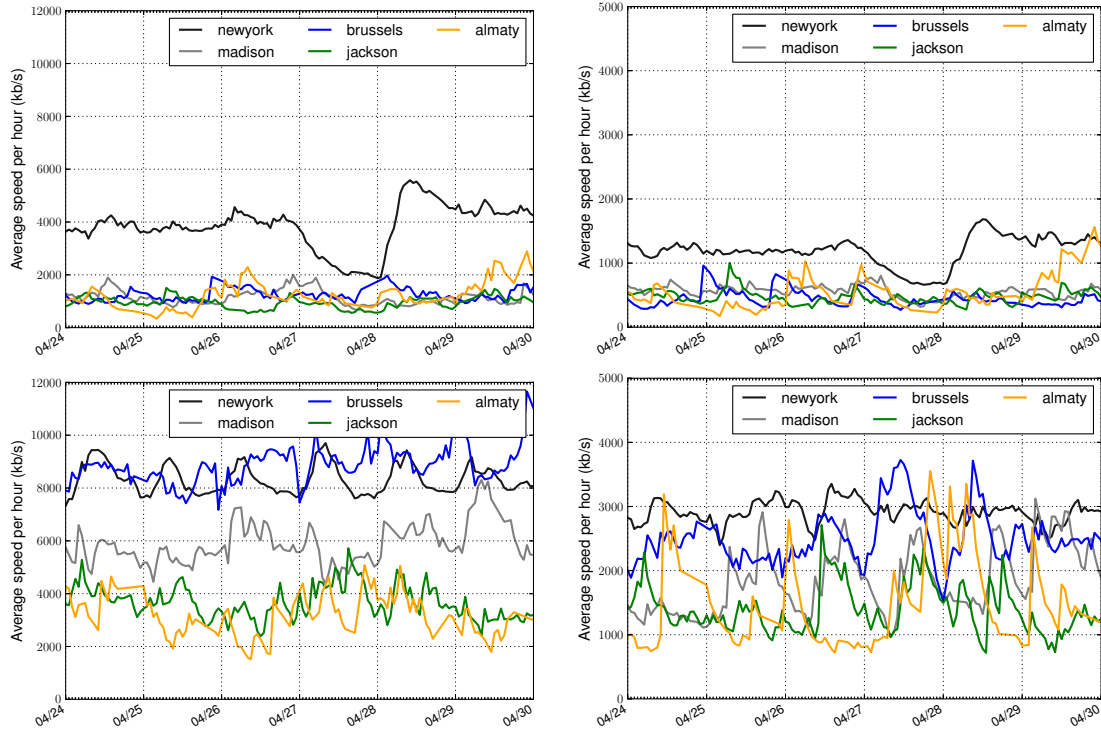 12000
10000
8000
6000
4000
2000
0
Average speed per hour (kb/s)
newyork brussels almaty
madison jackson
04/24 04/25 04/26 04/27 04/28 04/29 04/30
5000
4000
3000
2000
1000
0
Average speed per hour (kb/s)
newyork brussels almaty
madison jackson
04/24 04/25 04/26 04/27 04/28 04/29 04/30
12000
10000
8000
6000
4000
2000
0
Average speed per hour (kb/s)
newyork brussels almaty
madison jackson
04/24 04/25 04/26 04/27 04/28 04/29 04/30
5000
4000
3000
2000
1000
0
Average speed per hour (kb/s)
newyork brussels almaty
madison jackson
04/24 04/25 04/26 04/27 04/28 04/29 04/30